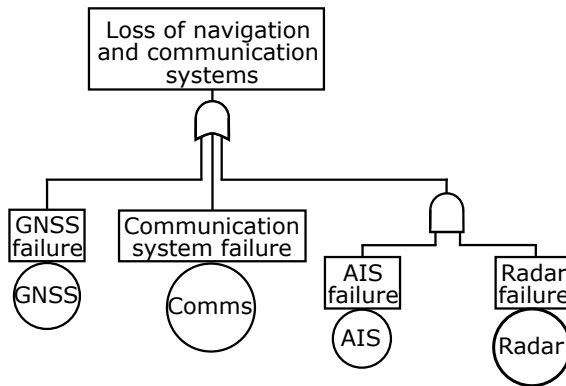 Loss of navigation
and communication
systems
GNSS
failure
Communication
system failure
GNSS
Comms
AIS
failure
Radar
failure
AIS
Radar